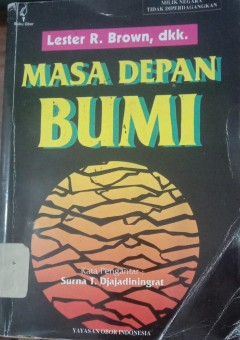 MILIK NEGARA
TIDAK DIPERDAGANGKAN
Lester R. Brown, dkk.
MASA DEPAN
BUMI
Kata Pengantar :
Surna T. Djajadiningrat
YAYASAN OBOR INDONESIA